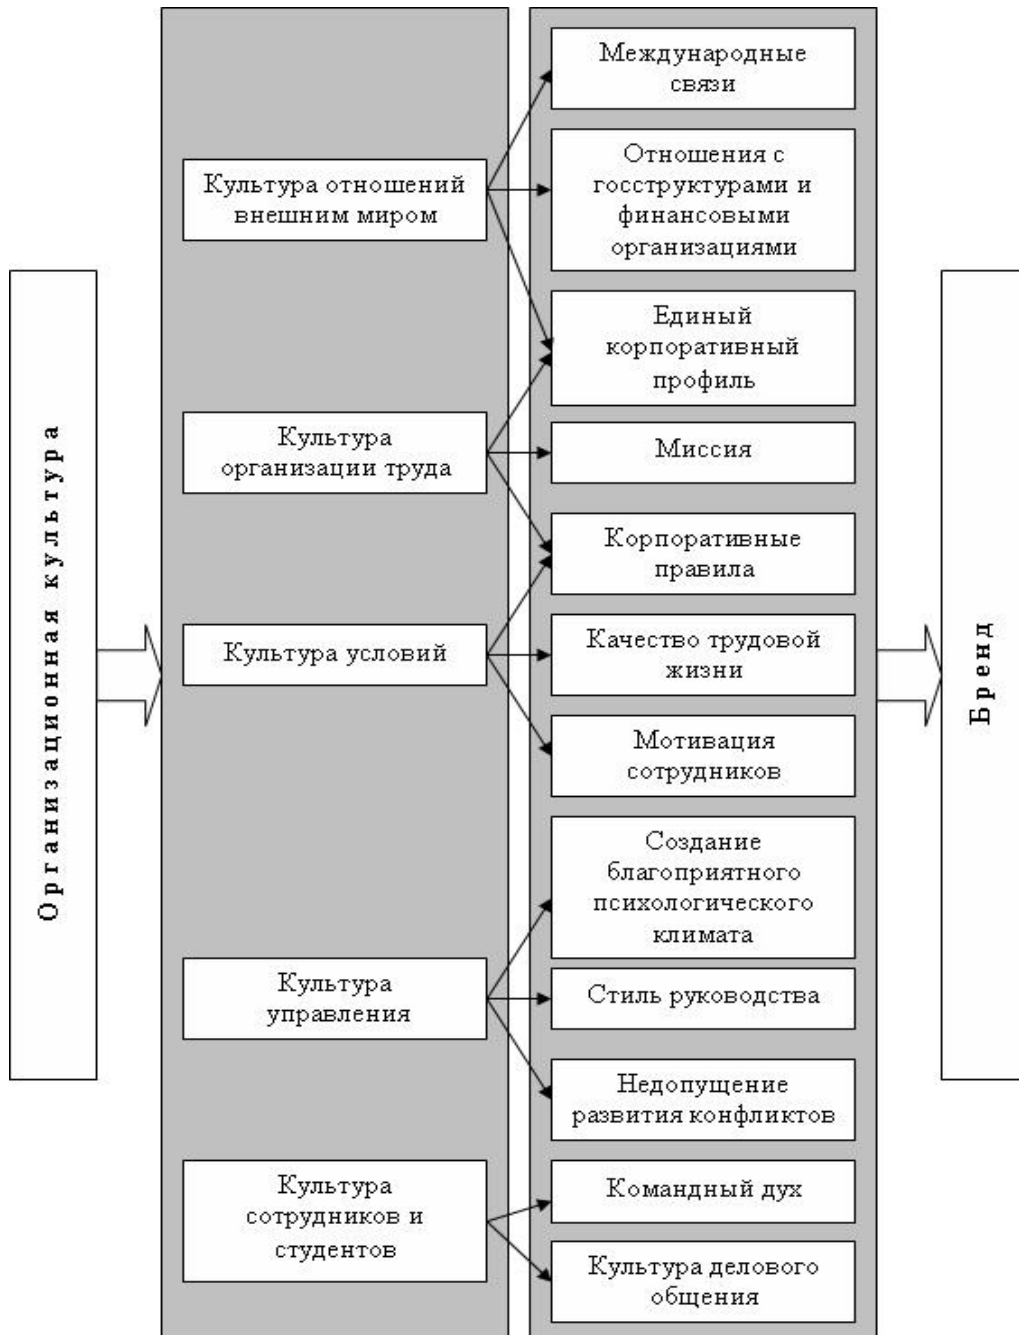 Организационная культура
Культура отношений
внешним миром
Культура
организации труда
Культура условий
Культура
управления
Культура
сотрудников и
студентов
Международные
связи
Отношения с
госструктурами и
финансовыми
организациями
Единый
корпоративный
профиль
Миссия
Корпоративные
правила
Качество трудовой
жизни
Мотивация
сотрудников
Создание
благоприятного
психологического
климата
Стиль руководства
Недопущение
развития конфликтов
Командный дух
Культура делового
общения
Бренд